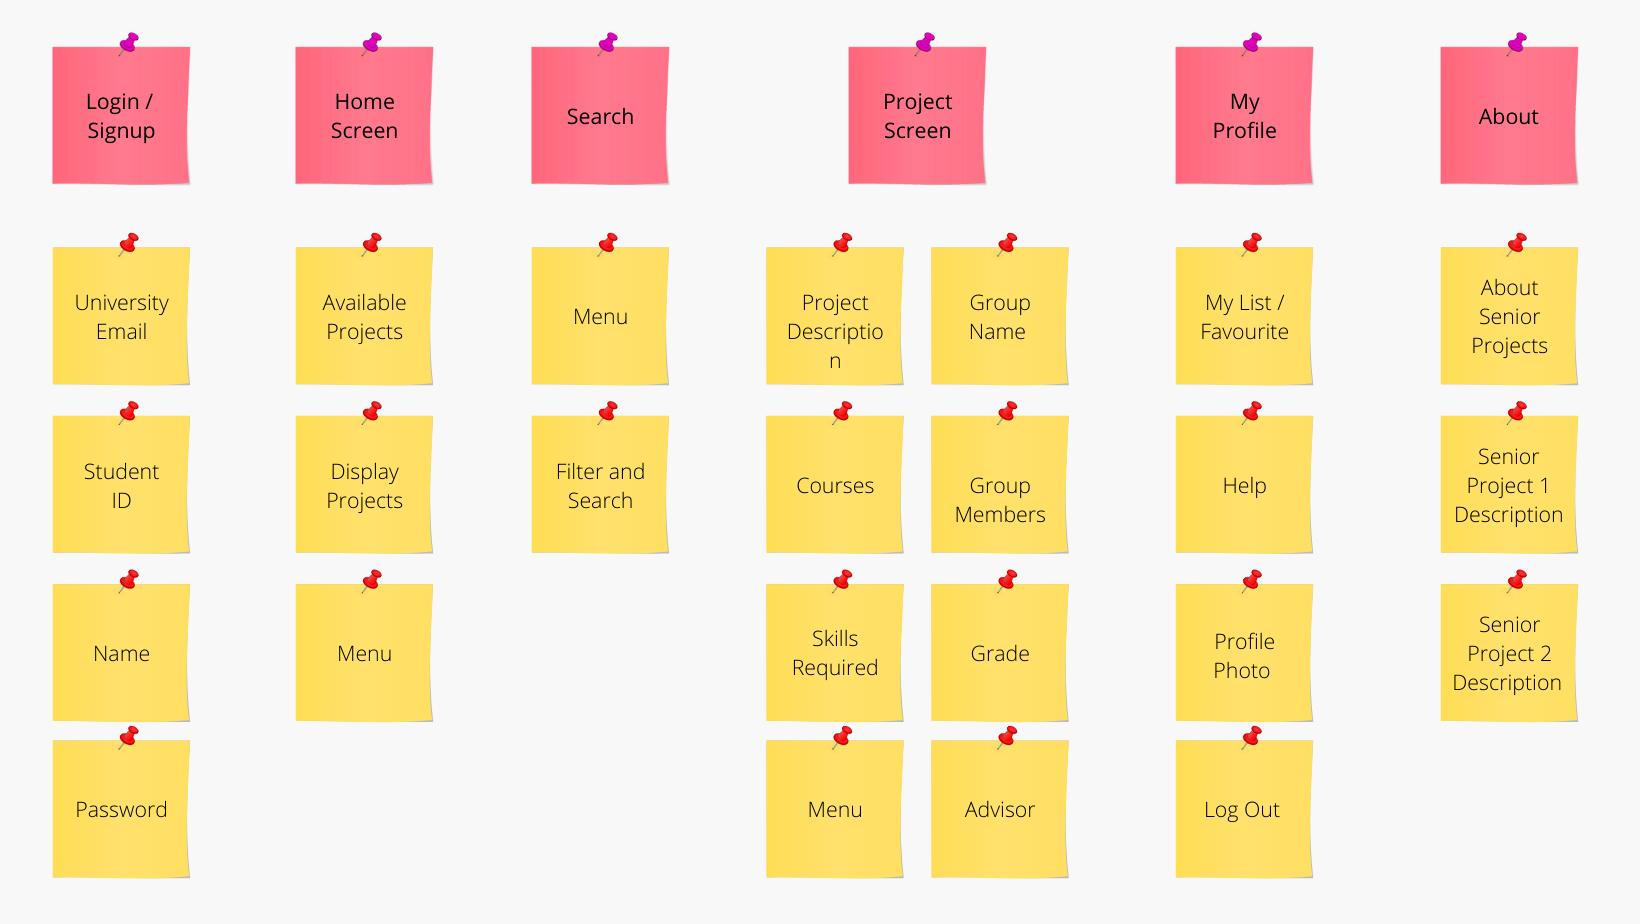 Login /
Signup
Home
Screen
Search
Project
Screen
My
Profile
About
University
Email
Available
Projects
Menu
Project
Descriptio
n
Group
Name
My List /
Favourite
About
Senior
Projects
Student
ID
Display
Projects
Filter and
Search
Courses
Group
Members
Help
Senior
Project 1
Description
Name
Menu
Skills
Required
Grade
Profile
Photo
Senior
Project 2
Description
Password
Menu
Advisor
Log Out